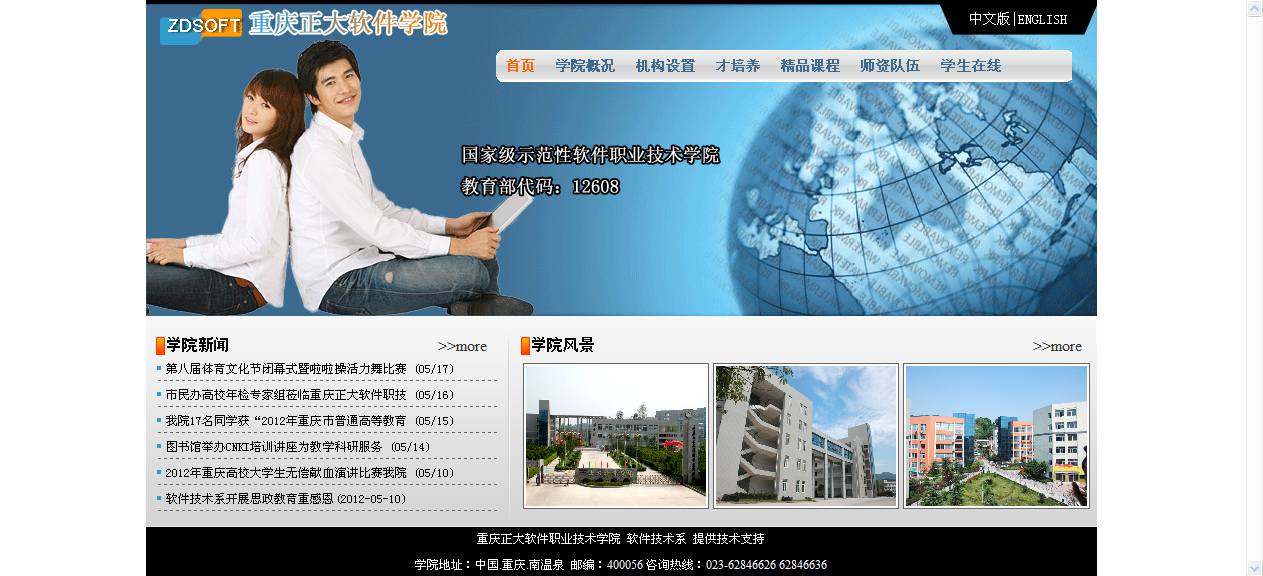 ZDSOFT 重庆正大软件学院
中文版|ENGLISH
首页 学院概况 机构设置 才培养 精品课程 师资队伍 学生在线
国家级示范性软件职业技术学院
教育部代码：12608
学院新闻 >>more
第八届体育文化节闭幕式暨啦啦操活力舞比赛 (05/17)
市民办高校年检专家组莅临重庆正大软件职技 (05/16)
我院17名同学获“2012年重庆市普通高等教育 (05/15)
图书馆举办CNKI培训讲座为教学科研服务 (05/14)
2012年重庆高校大学生无偿献血演讲比赛我院 (05/10)
软件技术系开展思政教育重感恩 (2012-05-10)
学院风景 >>more
重庆正大软件职业技术学院 软件技术系 提供技术支持
学院地址：中国.重庆.南温泉 邮编：400056 咨询热线：023-62846626 62846636